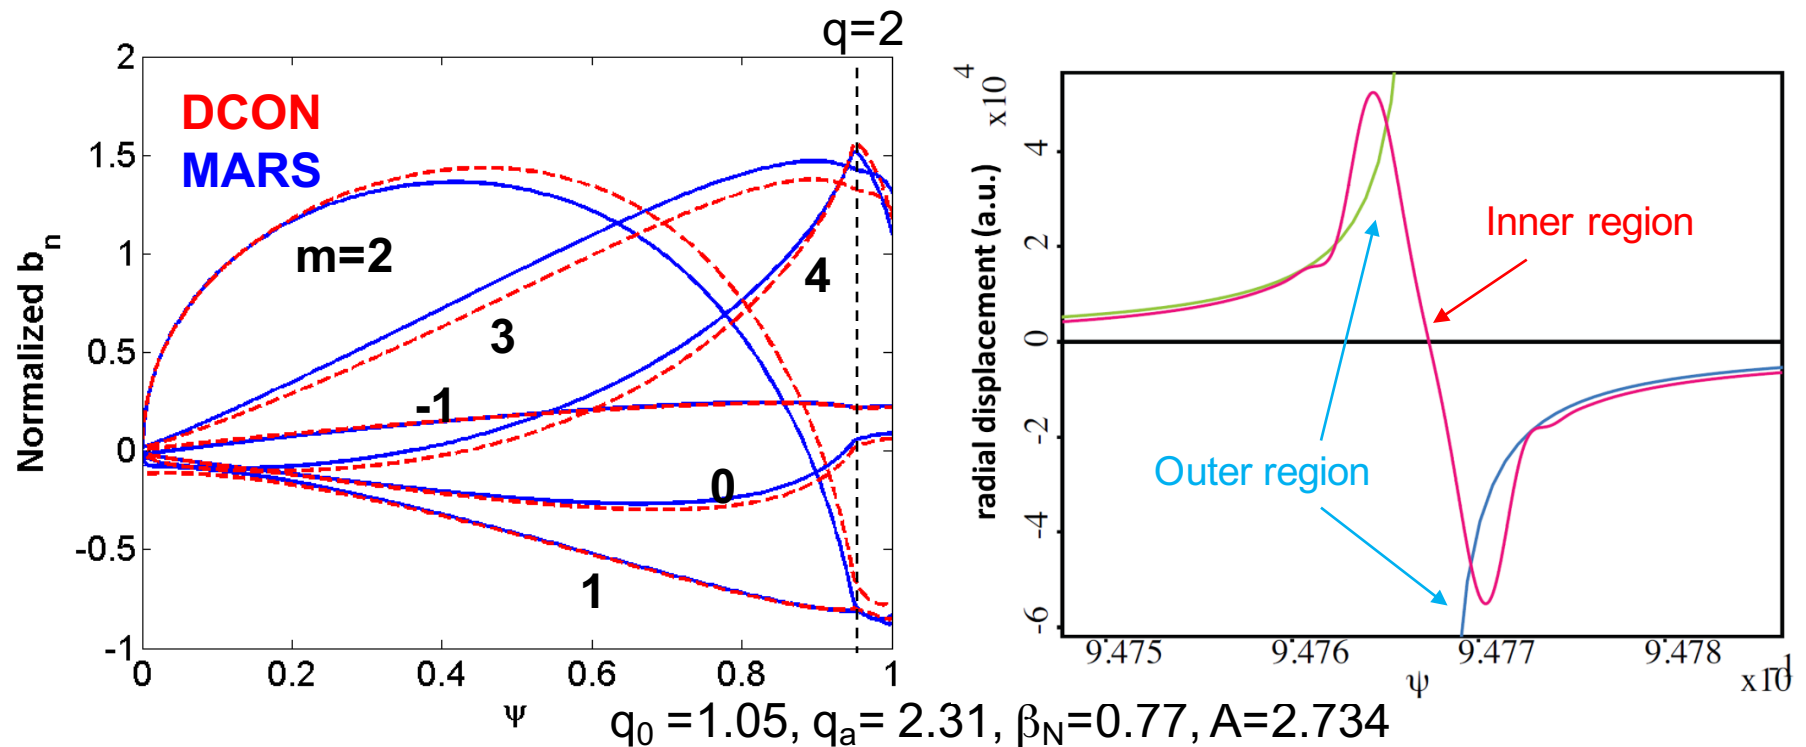 q=2
2
1.5
1
0.5
0
-0.5
-1
Normalized b_n
DCON
MARS
m=2
3
4
-1
0
1
0 0.2 0.4 0.6 0.8 1
ψ
x10^4
4
2
0
-2
-4
-6
radial displacement (a.u.)
Inner region
Outer region
9.475 9.476 9.477 9.478
ψ
x10^-1
q_0 =1.05, q_a= 2.31, β_N=0.77, A=2.734